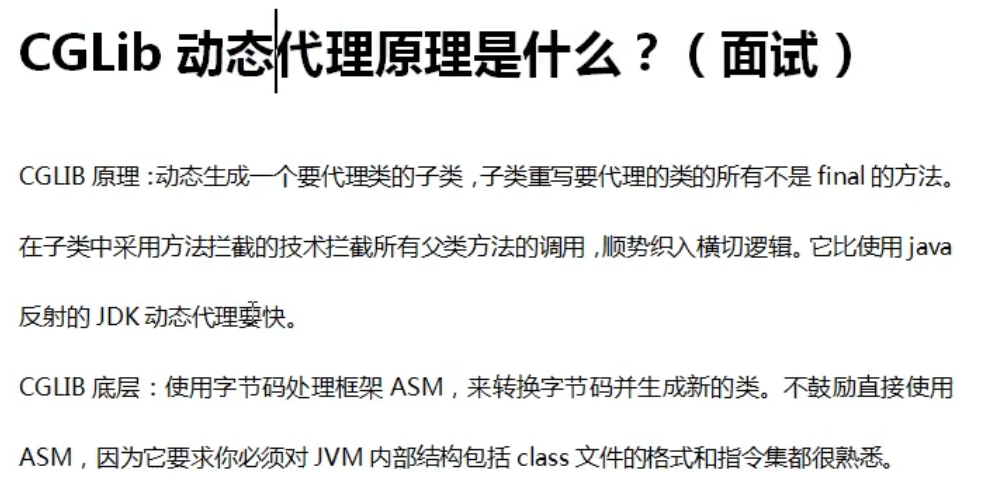 CGLib 动态代理原理是什么？（面试）
CGLIB 原理：动态生成一个要代理类的子类，子类重写要代理的类的所有不是 final 的方法。
在子类中采用方法拦截的技术拦截所有父类方法的调用，顺势织入横切逻辑。它比使用 java
反射的 JDK 动态代理要快。
CGLIB 底层：使用字节码处理框架 ASM，来转换字节码并生成新的类。不鼓励直接使用
ASM，因为它要求你必须对 JVM 内部结构包括 class 文件的格式和指令集都很熟悉。